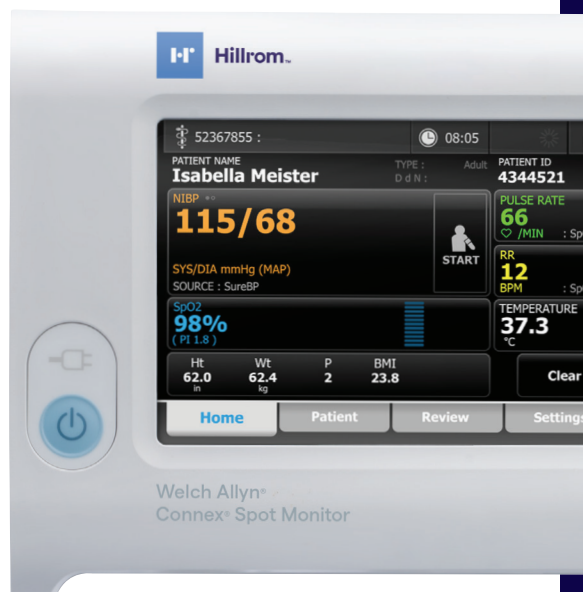 Hillrom™
52367855 :
08:05
PATIENT NAME
Isabella Meister
TYPE : Adult
D d N :
PATIENT ID
4344521
NIBP
115/68
SYS/DIA mmHg (MAP)
SOURCE : SureBP
START
PULSE RATE
66
/MIN : Sp
RR
12
BPM : Sp
SpO2
98%
( PI 1.8 )
TEMPERATURE
37.3
°C
Ht Wt P BMI
62.0 62.4 2 23.8
in kg
Clear
Home Patient Review Settings
Welch Allyn®
Connex® Spot Monitor